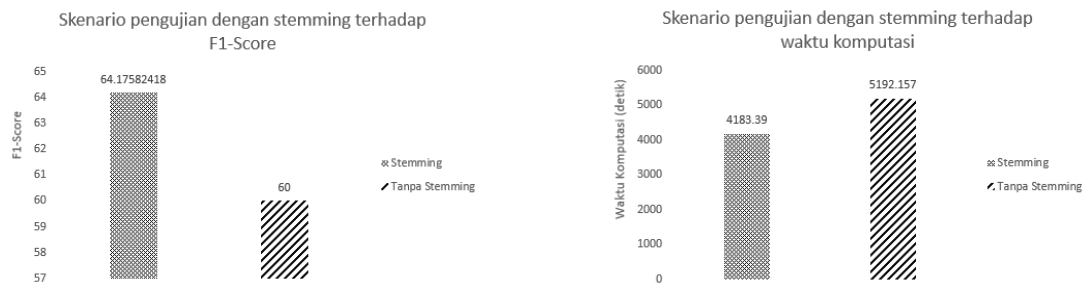 Skenario pengujian dengan stemming terhadap
F1-Score
65
64
63
62
61
60
59
58
57
F1-Score
64.17582418
60
Stemming
Tanpa Stemming
Skenario pengujian dengan stemming terhadap
waktu komputasi
6000
5000
4000
3000
2000
1000
0
Waktu Komputasi (detik)
4183.39
5192.157
Stemming
Tanpa Stemming